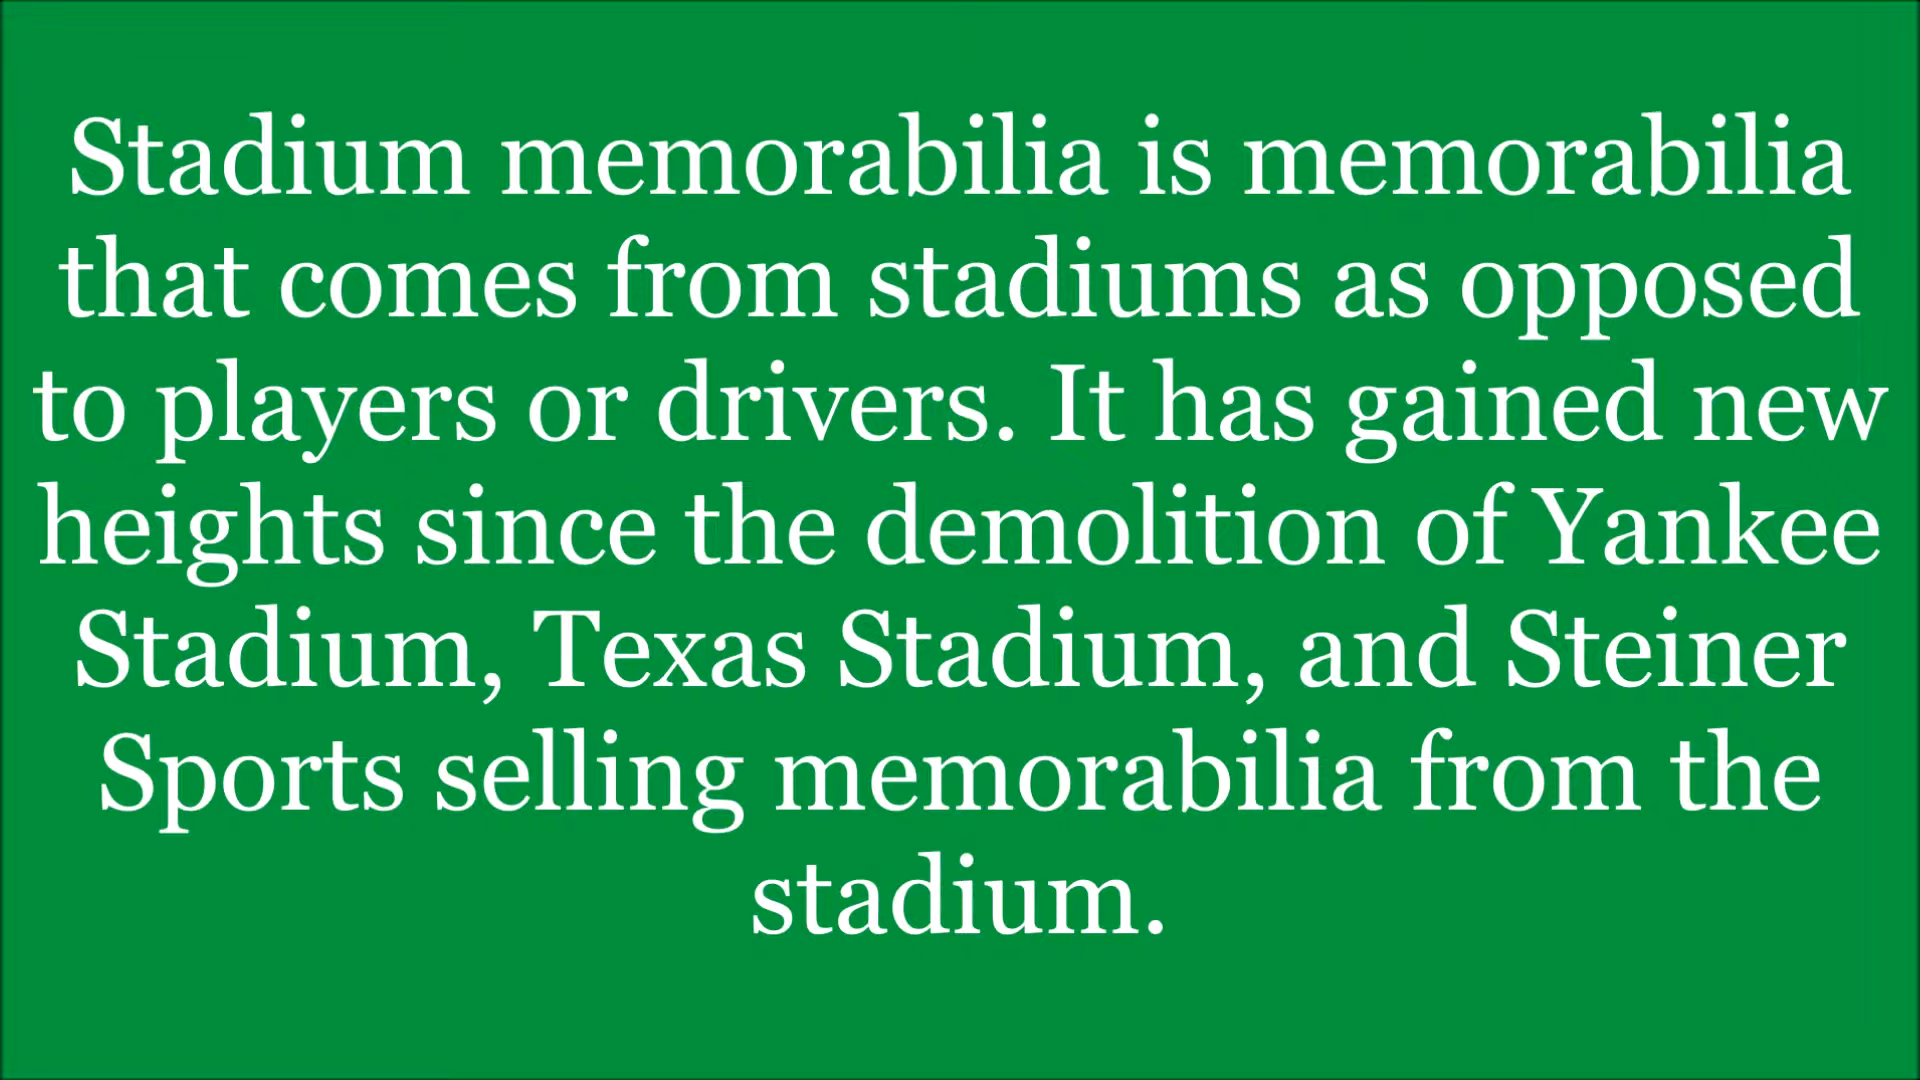 Stadium memorabilia is memorabilia
that comes from stadiums as opposed
to players or drivers. It has gained new
heights since the demolition of Yankee
Stadium, Texas Stadium, and Steiner
Sports selling memorabilia from the
stadium.